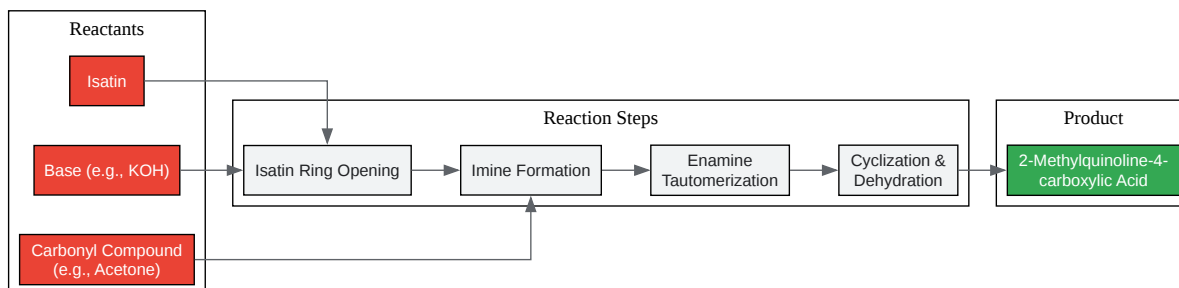 Reactants
Isatin
Base (e.g., KOH)
Carbonyl Compound
(e.g., Acetone)
Reaction Steps
Isatin Ring Opening
Imine Formation
Enamine
Tautomerization
Cyclization &
Dehydration
Product
2-Methylquinoline-4-
carboxylic Acid